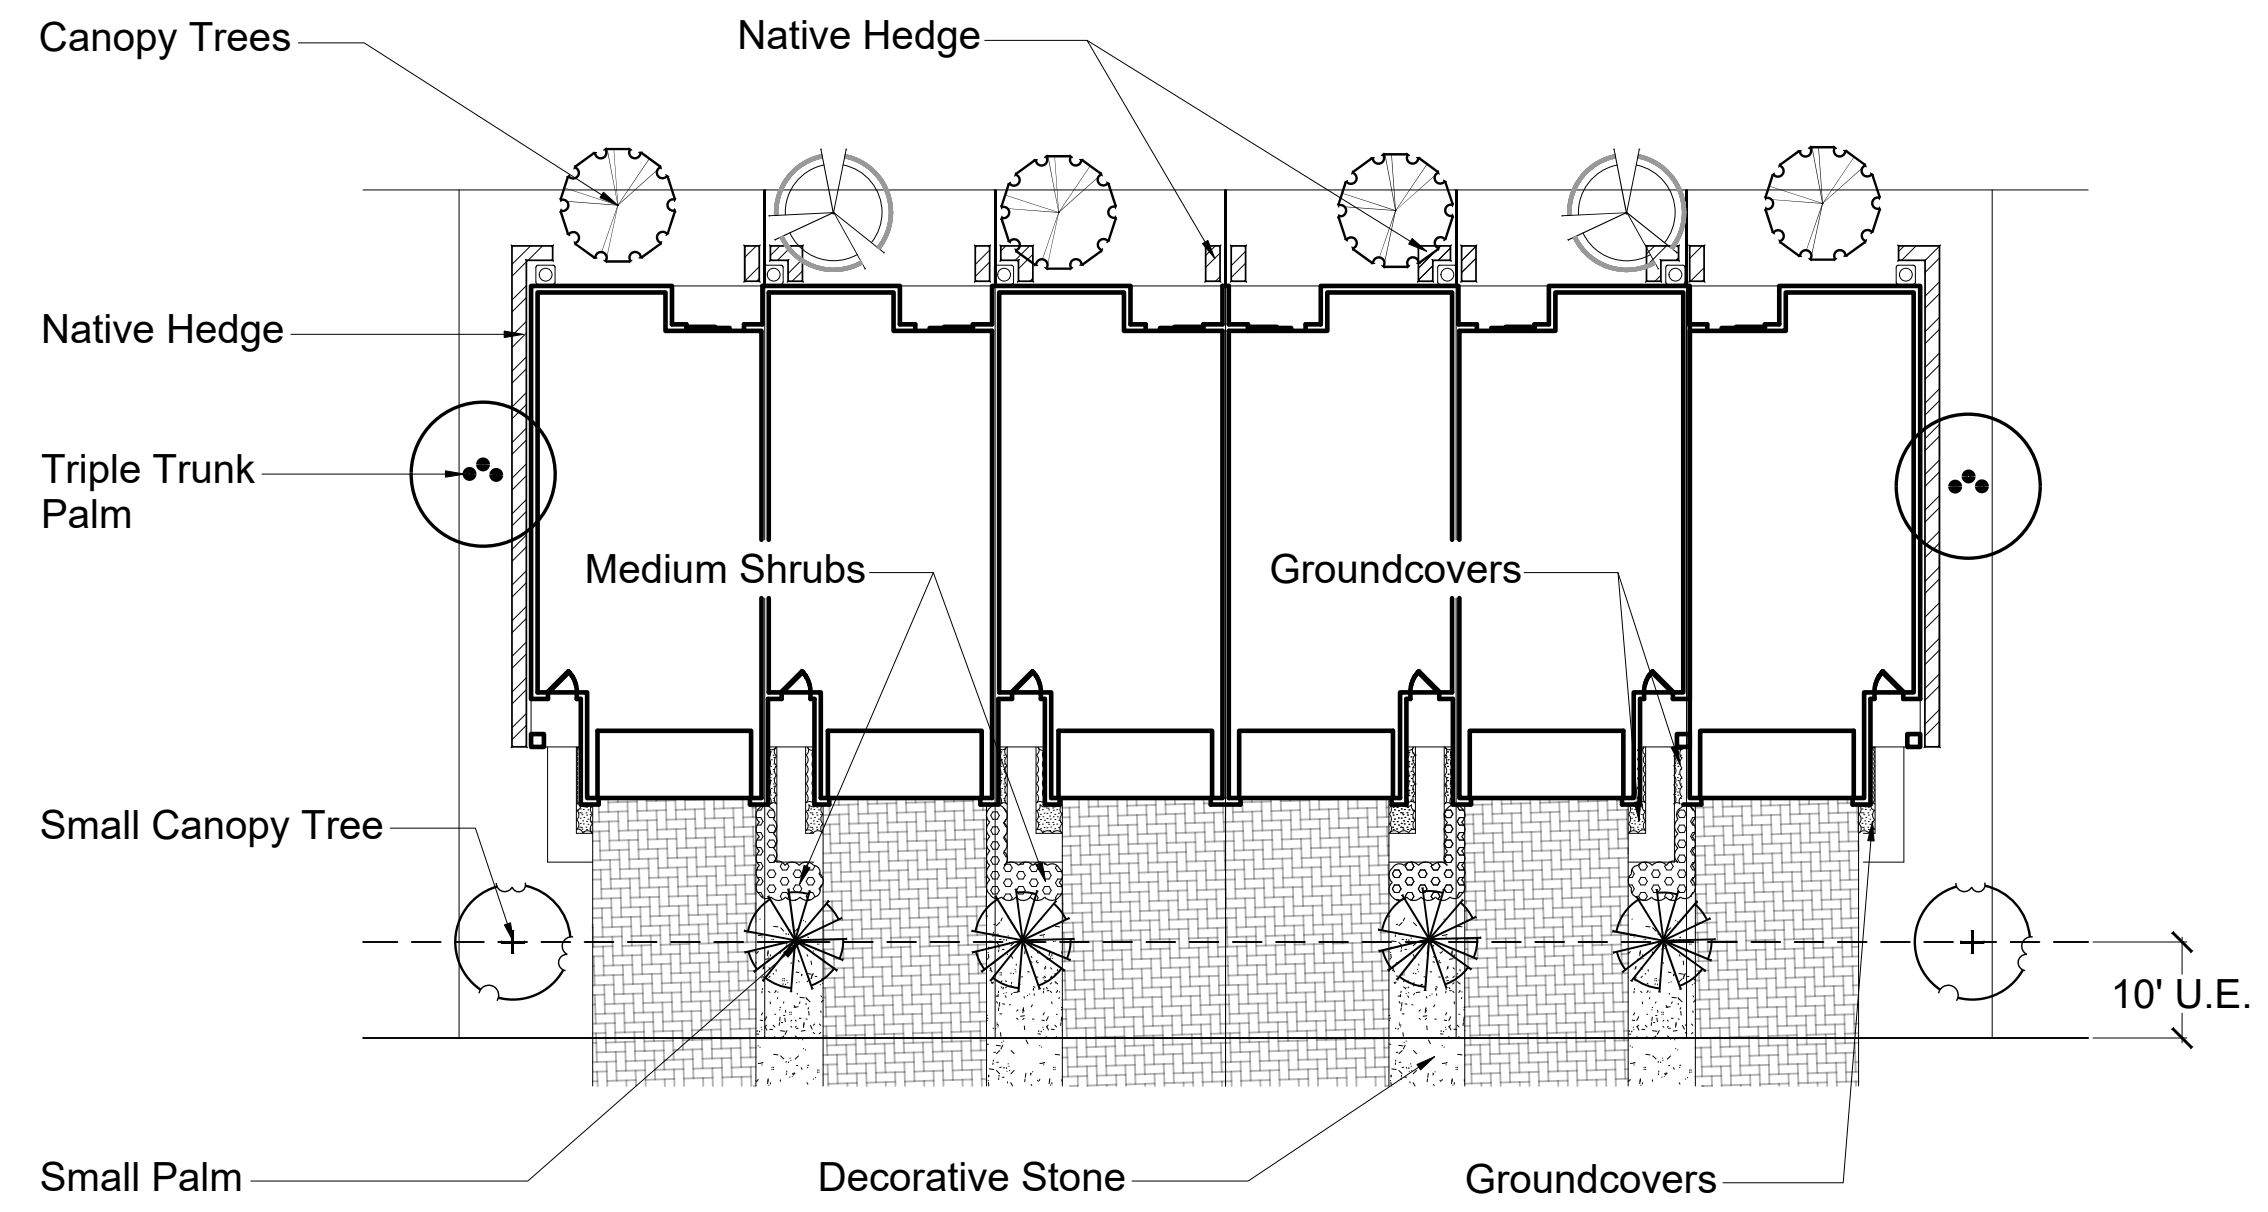 Canopy Trees
Native Hedge
Native Hedge
Triple Trunk
Palm
Medium Shrubs
Groundcovers
Small Canopy Tree
10' U.E.
Small Palm
Decorative Stone
Groundcovers